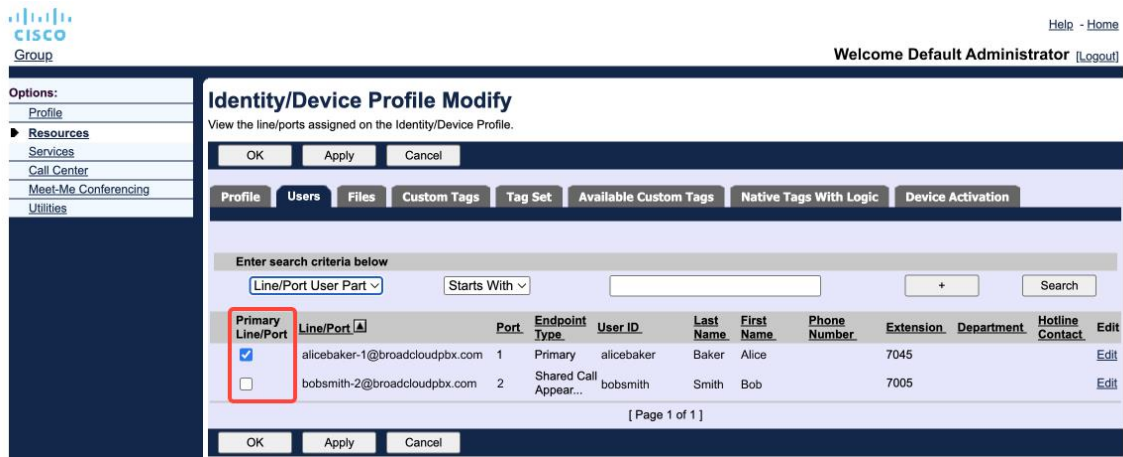 CISCO
Help - Home
Group
Welcome Default Administrator [Logout]
Options:
Profile
Resources
Services
Call Center
Meet-Me Conferencing
Utilities
Identity/Device Profile Modify
View the line/ports assigned on the Identity/Device Profile.
OK Apply Cancel
Profile Users Files Custom Tags Tag Set Available Custom Tags Native Tags With Logic Device Activation
Enter search criteria below
Line/Port User Part Starts With + Search
Primary Line/Port Line/Port Port Endpoint Type User ID Last Name First Name Phone Number Extension Department Hotline Contact Edit
alicebaker-1@broadcloudpbx.com 1 Primary alicebaker Baker Alice 7045 Edit
bobsmith-2@broadcloudpbx.com 2 Shared Call Appear... bobsmith Smith Bob 7005 Edit
[ Page 1 of 1 ]
OK Apply Cancel